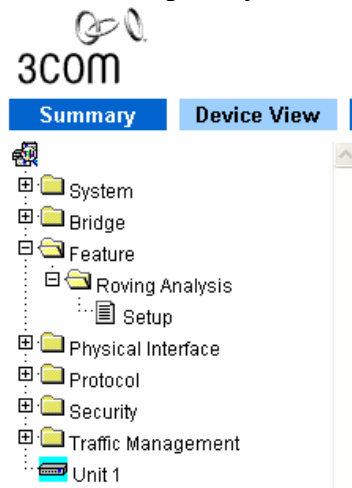 3COM
Summary Device View
System
Bridge
Feature
Roving Analysis
Setup
Physical Interface
Protocol
Security
Traffic Management
Unit 1